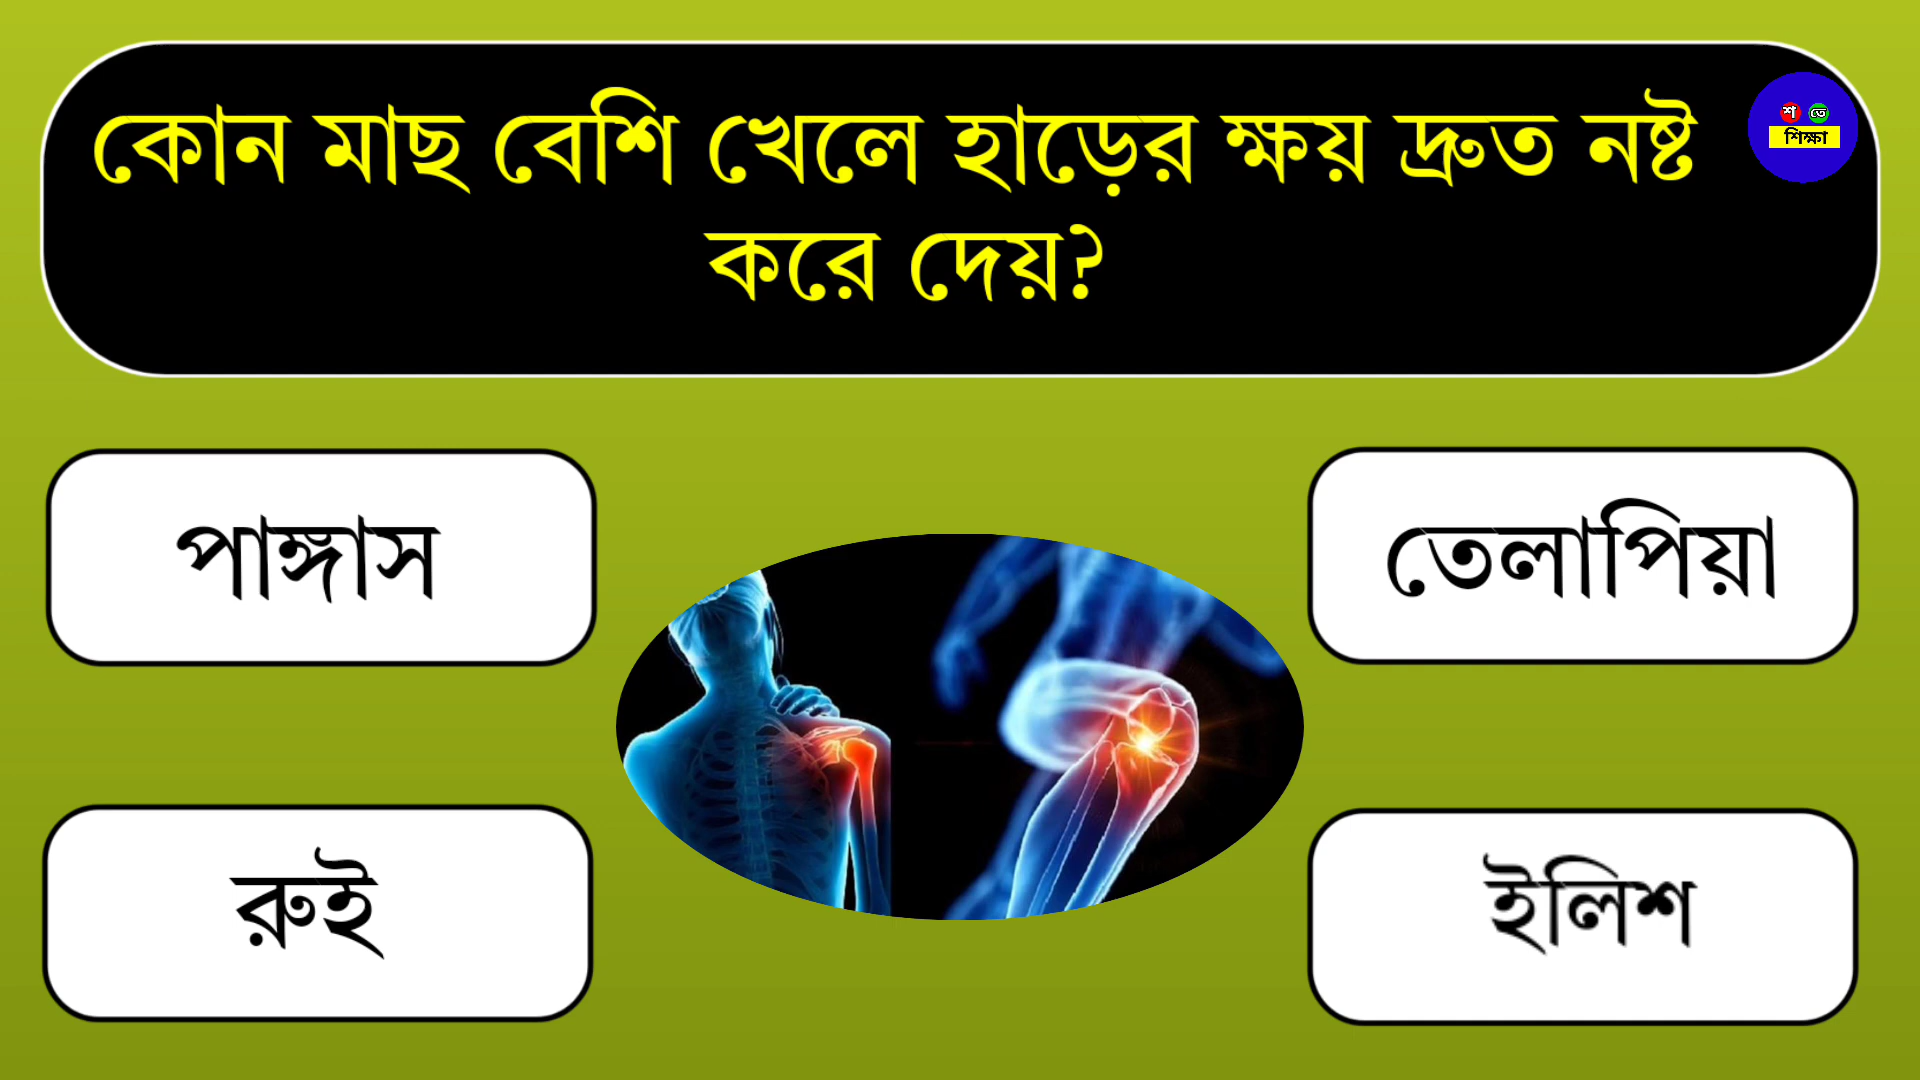 কোন মাছ বেশি খেলে হাড়ের ক্ষয় দ্রুত নষ্ট
করে দেয়?
শ তে
শিক্ষা
পাঙ্গাস
তেলাপিয়া
রুই
ইলিশ